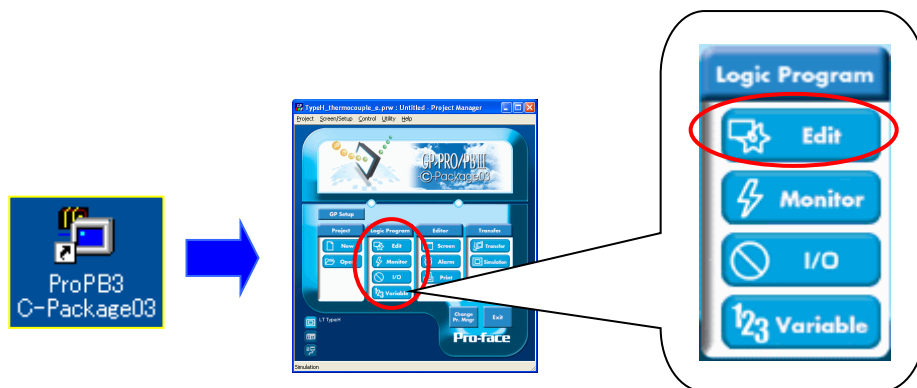 ProPB3
C-Package03
TypeH_thermocouple_e.prw : Untitled - Project Manager
Project Screen/Setup Control Utility Help
GP-PRO/PBIII
C-Package03
GP Setup
Project
New
Open
Logic Program
Edit
Monitor
I/O
Variable
Editor
Screen
Alarm
Print
Transfer
Transfer
Simulation
LT TypeH
Change
Pr. Mngr
Exit
Pro-face
Simulation
Logic Program
Edit
Monitor
I/O
123 Variable